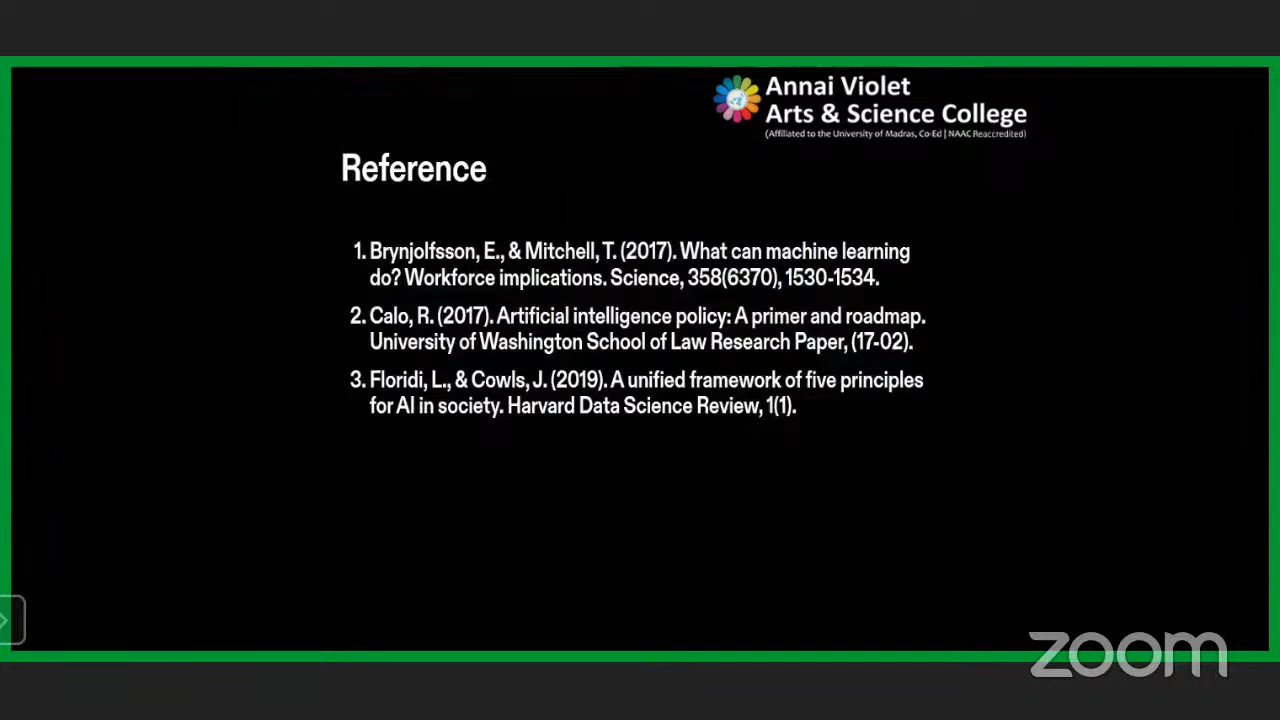 Annai Violet
Arts & Science College
(Affiliated to the University of Madras, Co-Ed | NAAC Reaccredited)
Reference
1. Brynjolfsson, E., & Mitchell, T. (2017). What can machine learning
do? Workforce implications. Science, 358(6370), 1530-1534.
2. Calo, R. (2017). Artificial intelligence policy: A primer and roadmap.
University of Washington School of Law Research Paper, (17-02).
3. Floridi, L., & Cowls, J. (2019). A unified framework of five principles
for AI in society. Harvard Data Science Review, 1(1).
zoom